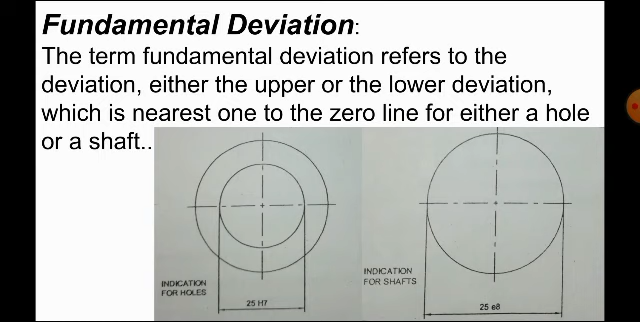 Fundamental Deviation:
The term fundamental deviation refers to the
deviation, either the upper or the lower deviation,
which is nearest one to the zero line for either a hole
or a shaft..
INDICATION
FOR HOLES
25 H7
INDICATION
FOR SHAFTS
25 e8